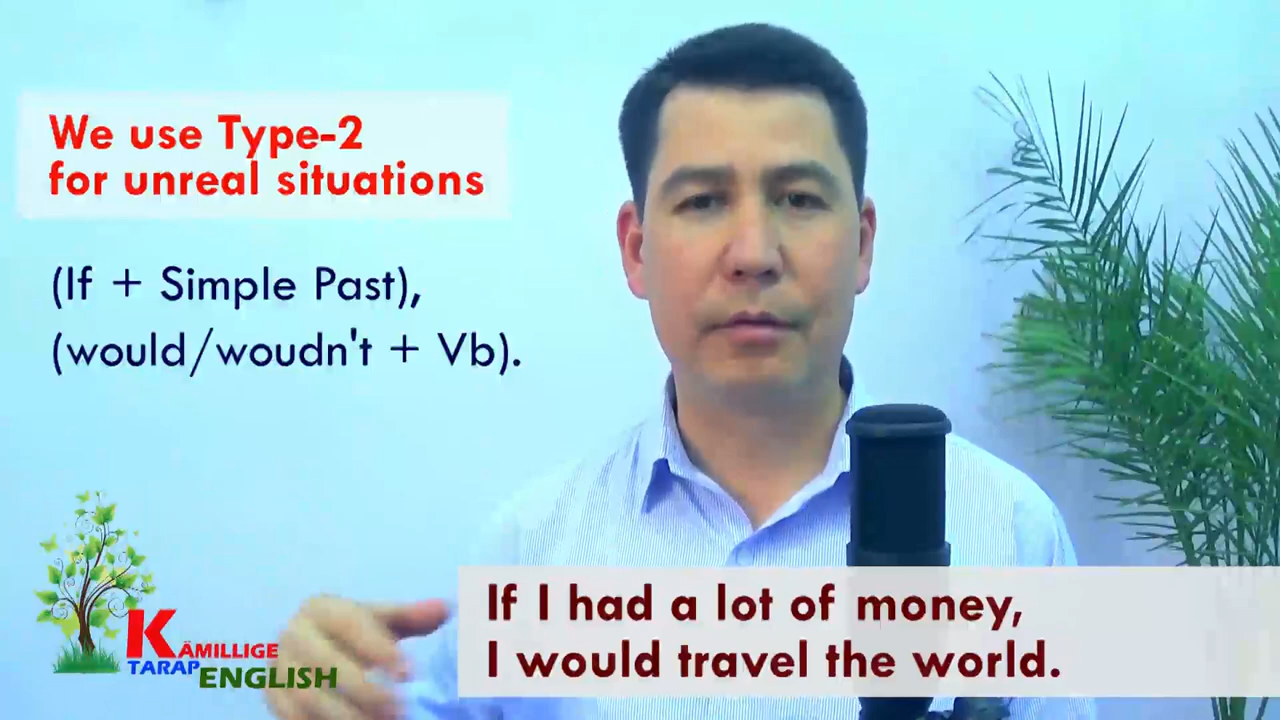 We use Type-2
for unreal situations
(If + Simple Past),
(would/woudn't + Vb).
KÄMILLIGE
TARAP
ENGLISH
If I had a lot of money,
I would travel the world.